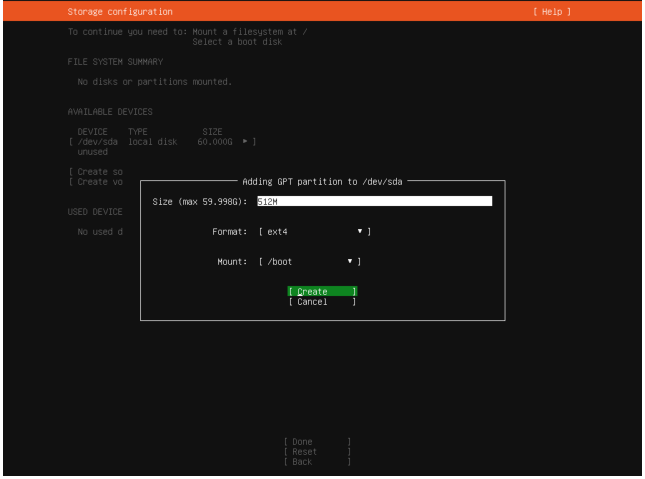 Storage configuration [ Help ]
To continue you need to: Mount a filesystem at /
Select a boot disk
FILE SYSTEM SUMMARY
No disks or partitions mounted.
AVAILABLE DEVICES
DEVICE TYPE SIZE
[ /dev/sda local disk 60.000G ► ]
unused
[ Create so
[ Create vo
Adding GPT partition to /dev/sda
Size (max 59.998G): 512M
USED DEVICE
No used d
Format: [ ext4 ▼ ]
Mount: [ /boot ▼ ]
[ Create ]
[ Cancel ]
[ Done ]
[ Reset ]
[ Back ]